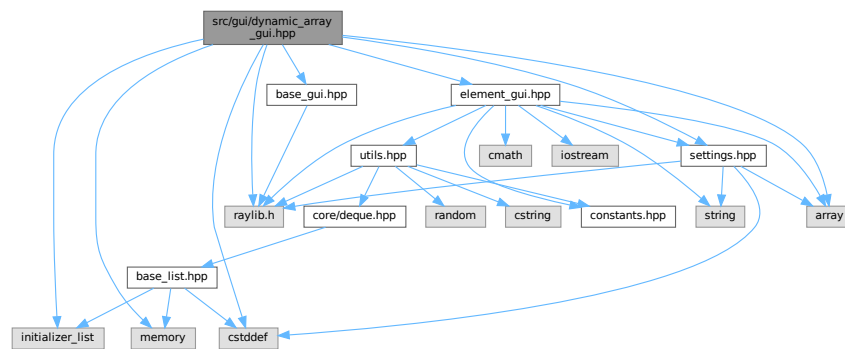 src/gui/dynamic_array
_gui.hpp
base_gui.hpp
element_gui.hpp
utils.hpp
cmath
iostream
settings.hpp
raylib.h
core/deque.hpp
random
cstring
constants.hpp
string
array
base_list.hpp
initializer_list
memory
cstddef